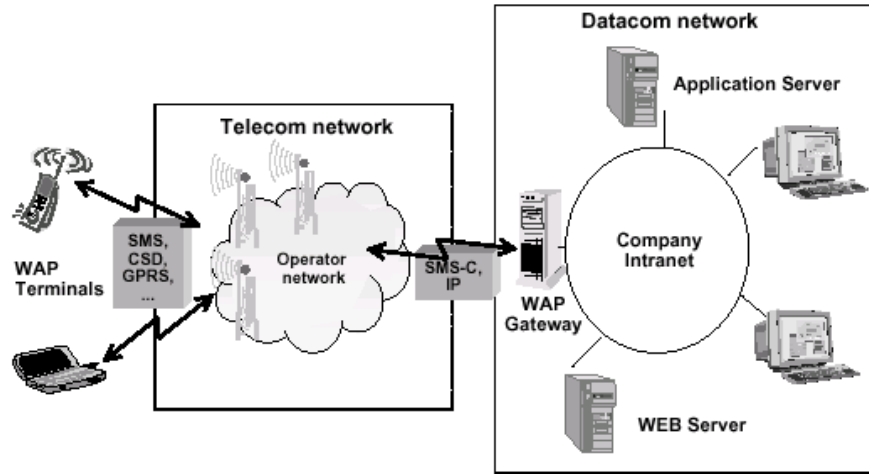 Datacom network
Application Server
Telecom network
WAP
Terminals
SMS,
CSD,
GPRS,
...
Operator
network
SMS-C,
IP
WAP
Gateway
Company
Intranet
WEB Server